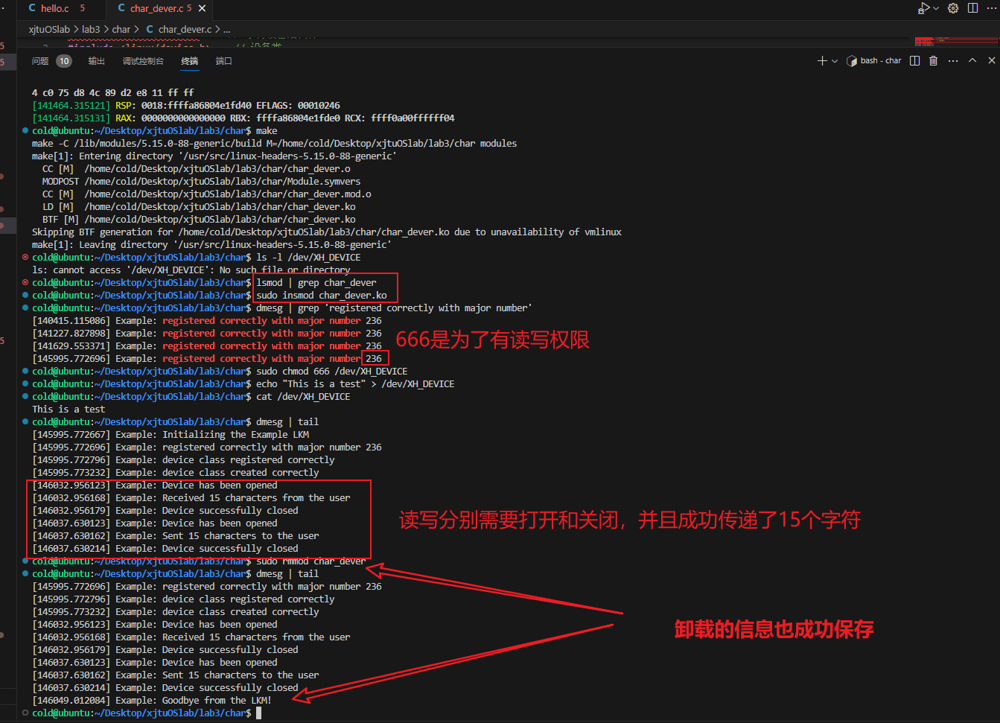 hello.c 5 char_dever.c 5
xjtuOSlab > lab3 > char > C char_dever.c > ...
问题 10 输出 调试控制台 终端 端口 bash - char
4 c0 75 d8 4c 89 d2 e8 11 ff ff
[141464.315121] RSP: 0018:ffffa86804e1fd40 EFLAGS: 00010246
[141464.315131] RAX: 0000000000000000 RBX: ffffa86804e1fde0 RCX: ffff0a00ffffff04
cold@ubuntu:~/Desktop/xjtuOSlab/lab3/char$ make
make -C /lib/modules/5.15.0-88-generic/build M=/home/cold/Desktop/xjtuOSlab/lab3/char modules
make[1]: Entering directory '/usr/src/linux-headers-5.15.0-88-generic'
CC [M] /home/cold/Desktop/xjtuOSlab/lab3/char/char_dever.o
MODPOST /home/cold/Desktop/xjtuOSlab/lab3/char/Module.symvers
CC [M] /home/cold/Desktop/xjtuOSlab/lab3/char/char_dever.mod.o
LD [M] /home/cold/Desktop/xjtuOSlab/lab3/char/char_dever.ko
BTF [M] /home/cold/Desktop/xjtuOSlab/lab3/char/char_dever.ko
Skipping BTF generation for /home/cold/Desktop/xjtuOSlab/lab3/char/char_dever.ko due to unavailability of vmlinux
make[1]: Leaving directory '/usr/src/linux-headers-5.15.0-88-generic'
cold@ubuntu:~/Desktop/xjtuOSlab/lab3/char$ ls -l /dev/XH_DEVICE
ls: cannot access '/dev/XH_DEVICE': No such file or directory
cold@ubuntu:~/Desktop/xjtuOSlab/lab3/char$ lsmod | grep char_dever
cold@ubuntu:~/Desktop/xjtuOSlab/lab3/char$ sudo insmod char_dever.ko
cold@ubuntu:~/Desktop/xjtuOSlab/lab3/char$ dmesg | grep 'registered correctly with major number'
[140415.115086] Example: registered correctly with major number 236
[141227.827898] Example: registered correctly with major number 236
[141629.553371] Example: registered correctly with major number 236
666是为了有读写权限
[145995.772696] Example: registered correctly with major number 236
cold@ubuntu:~/Desktop/xjtuOSlab/lab3/char$ sudo chmod 666 /dev/XH_DEVICE
cold@ubuntu:~/Desktop/xjtuOSlab/lab3/char$ echo "This is a test" > /dev/XH_DEVICE
cold@ubuntu:~/Desktop/xjtuOSlab/lab3/char$ cat /dev/XH_DEVICE
This is a test
cold@ubuntu:~/Desktop/xjtuOSlab/lab3/char$ dmesg | tail
[145995.772667] Example: Initializing the Example LKM
[145995.772696] Example: registered correctly with major number 236
[145995.772796] Example: device class registered correctly
[145995.773232] Example: device class created correctly
[146032.956123] Example: Device has been opened
[146032.956168] Example: Received 15 characters from the user
[146032.956179] Example: Device successfully closed
[146037.630123] Example: Device has been opened
读写分别需要打开和关闭，并且成功传递了15个字符
[146037.630162] Example: Sent 15 characters to the user
[146037.630214] Example: Device successfully closed
cold@ubuntu:~/Desktop/xjtuOSlab/lab3/char$ sudo rmmod char_dever
cold@ubuntu:~/Desktop/xjtuOSlab/lab3/char$ dmesg | tail
[145995.772696] Example: registered correctly with major number 236
[145995.772796] Example: device class registered correctly
[145995.773232] Example: device class created correctly
[146032.956123] Example: Device has been opened
卸载的信息也成功保存
[146032.956168] Example: Received 15 characters from the user
[146032.956179] Example: Device successfully closed
[146037.630123] Example: Device has been opened
[146037.630162] Example: Sent 15 characters to the user
[146037.630214] Example: Device successfully closed
[146049.012084] Example: Goodbye from the LKM!
cold@ubuntu:~/Desktop/xjtuOSlab/lab3/char$